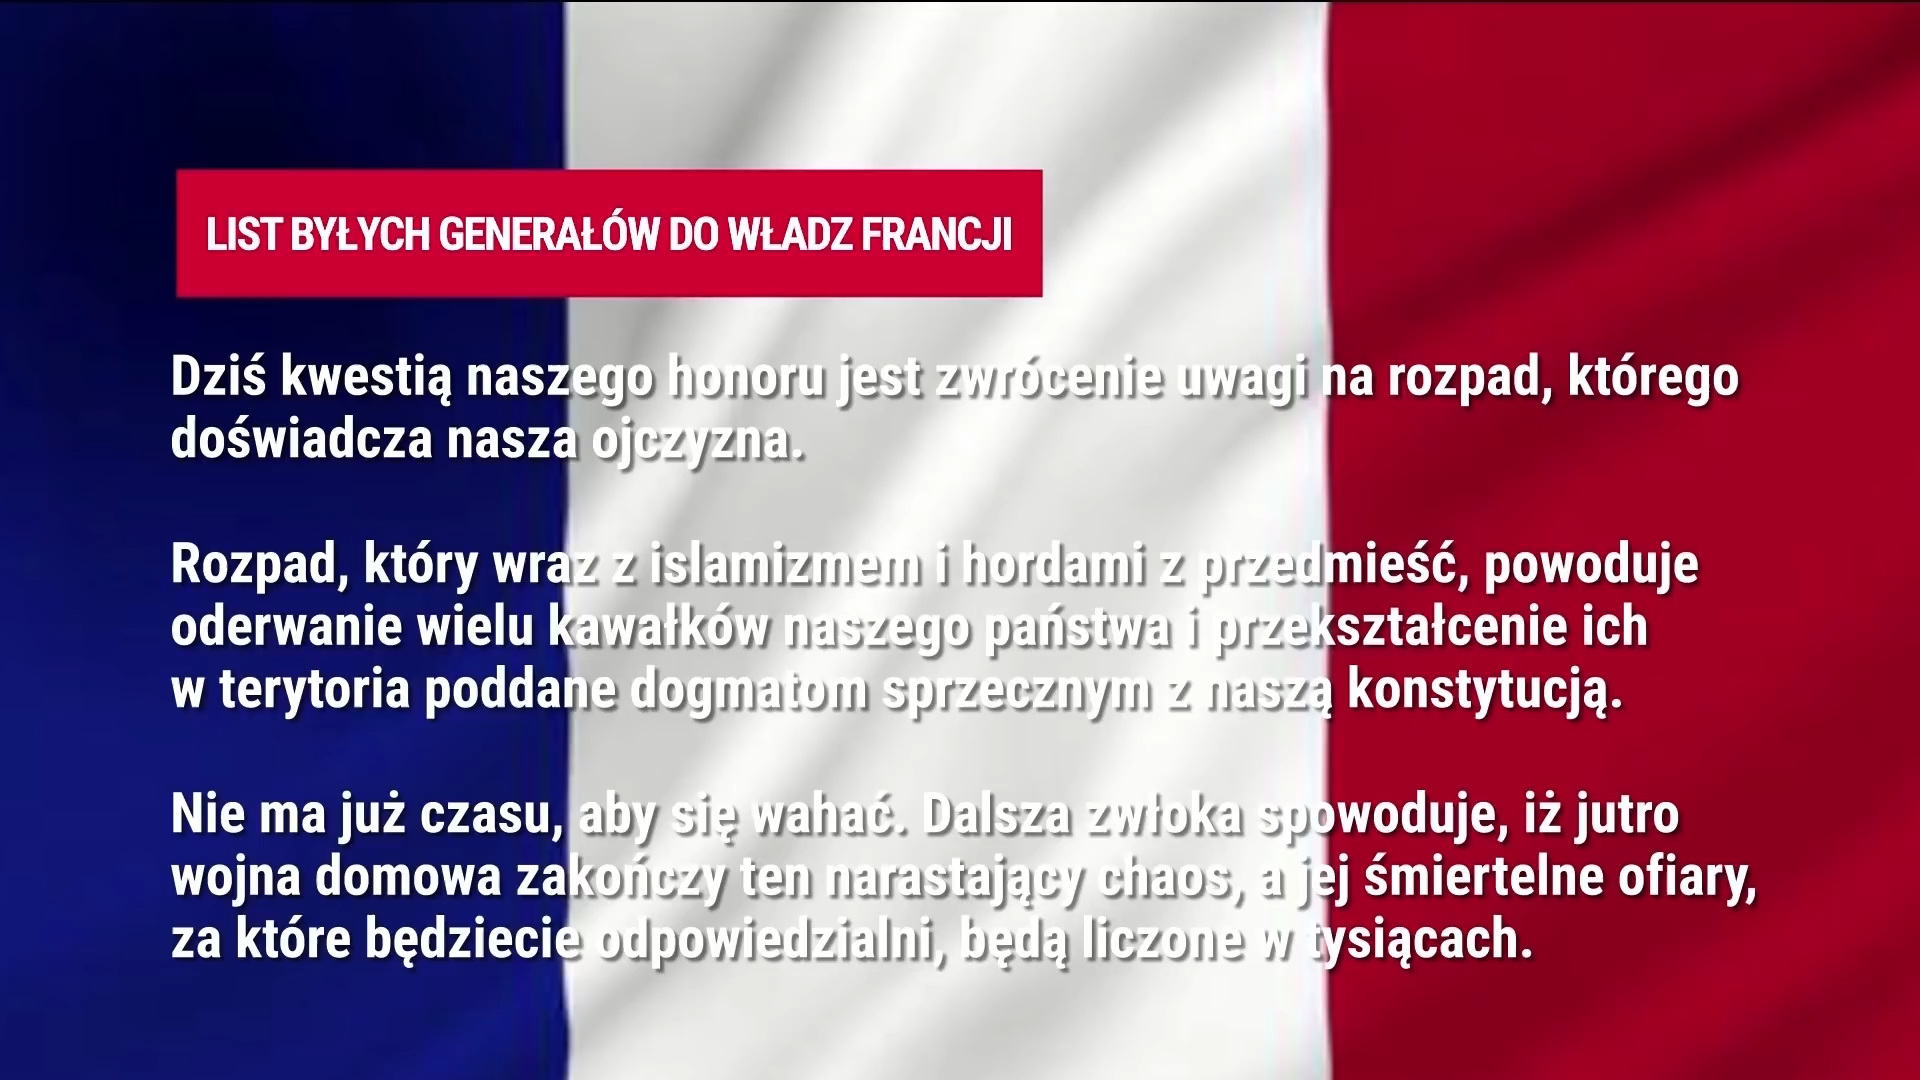 LIST BYŁYCH GENERAŁÓW DO WŁADZ FRANCJI
Dziś kwestią naszego honoru jest zwrócenie uwagi na rozpad, którego
doświadcza nasza ojczyzna.
Rozpad, który wraz z islamizmem i hordami z przedmieść, powoduje
oderwanie wielu kawałków naszego państwa i przekształcenie ich
w terytoria poddane dogmatom sprzecznym z naszą konstytucją.
Nie ma już czasu, aby się wahać. Dalsza zwłoka spowoduje, iż jutro
wojna domowa zakończy ten narastający chaos, a jej śmiertelne ofiary,
za które będziecie odpowiedzialni, będą liczone w tysiącach.